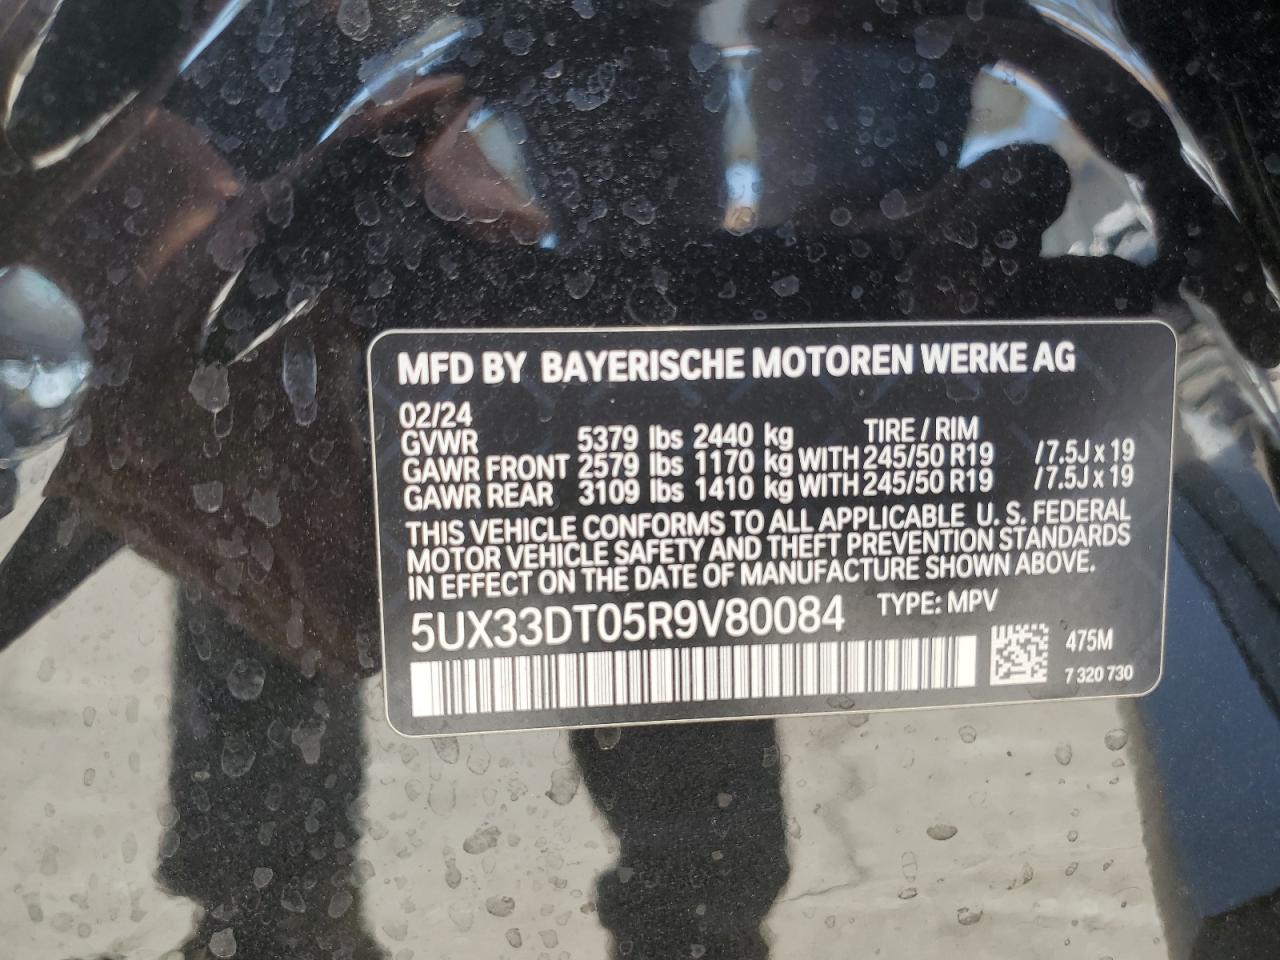 MFD BY BAYERISCHE MOTOREN WERKE AG
02/24
GVWR 5379 lbs 2440 kg TIRE / RIM
GAWR FRONT 2579 lbs 1170 kg WITH 245/50 R19 /7.5J x 19
GAWR REAR 3109 lbs 1410 kg WITH 245/50 R19 /7.5J x 19
THIS VEHICLE CONFORMS TO ALL APPLICABLE U. S. FEDERAL
MOTOR VEHICLE SAFETY AND THEFT PREVENTION STANDARDS
IN EFFECT ON THE DATE OF MANUFACTURE SHOWN ABOVE.
5UX33DT05R9V80084 TYPE: MPV
475M
7 320 730